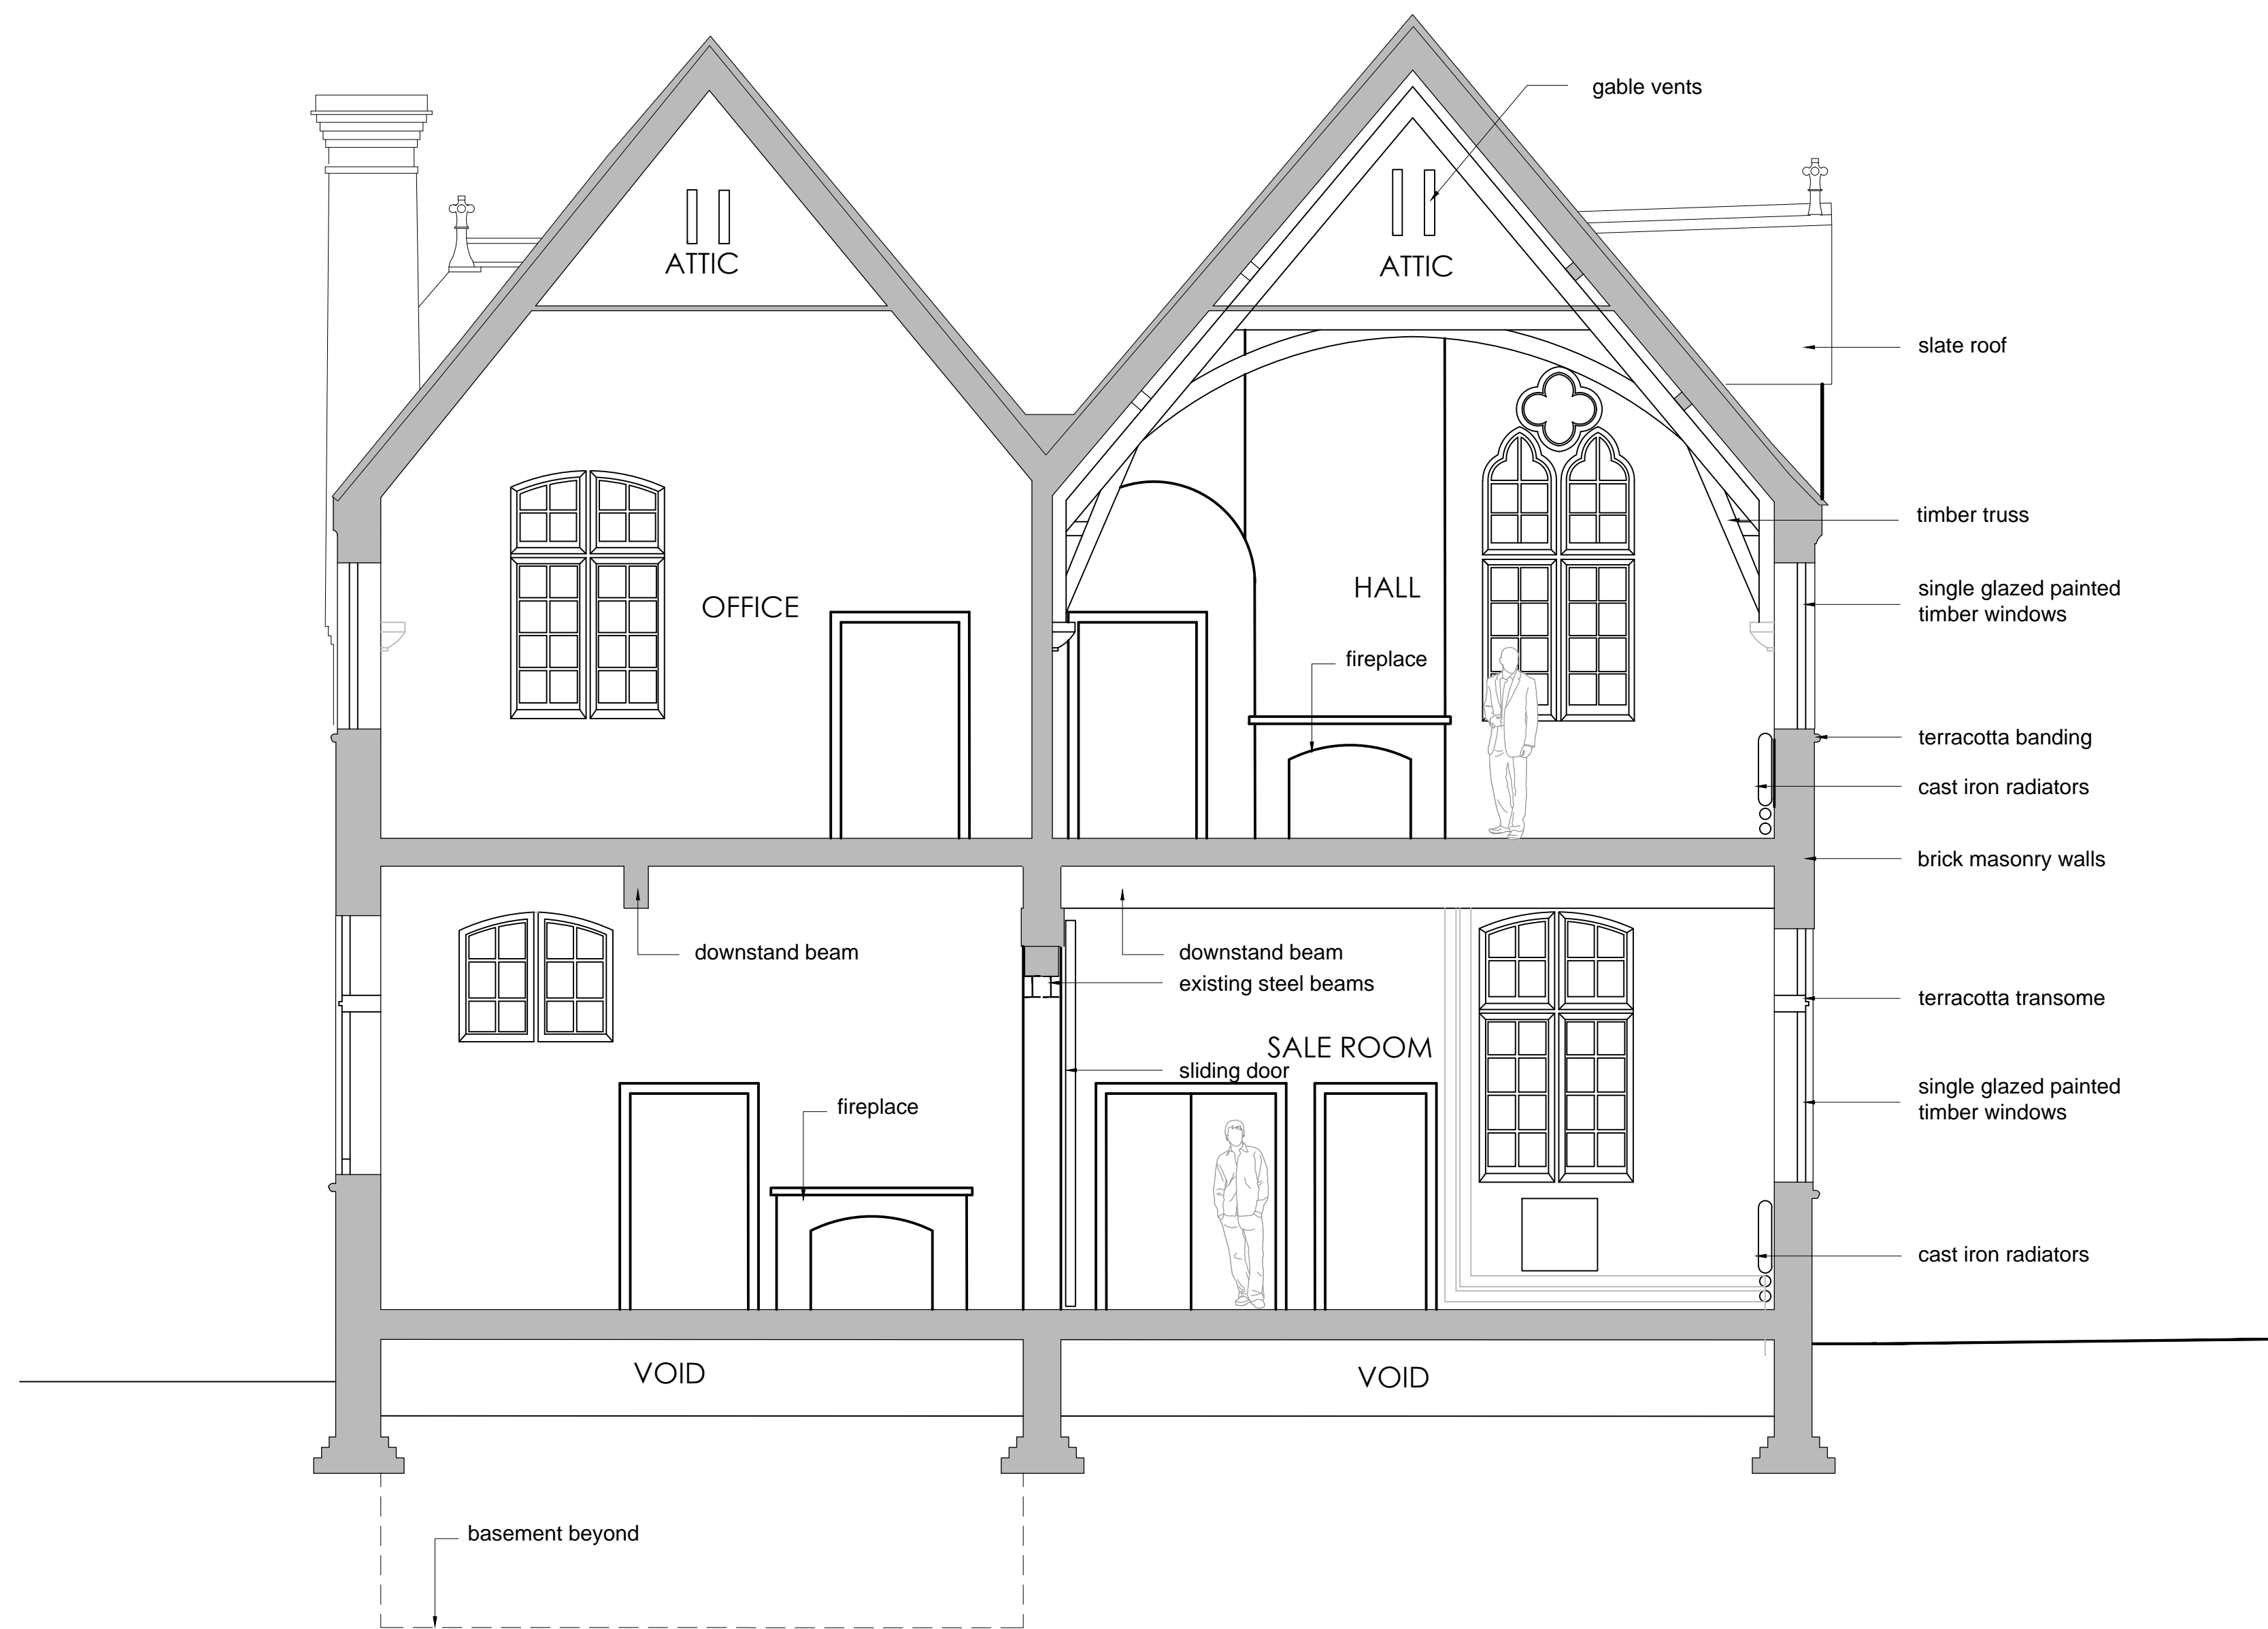 gable vents
ATTIC
ATTIC
slate roof
timber truss
single glazed painted
timber windows
HALL
OFFICE
fireplace
terracotta banding
cast iron radiators
brick masonry walls
downstand beam
downstand beam
existing steel beams
terracotta transome
SALE ROOM
sliding door
single glazed painted
timber windows
fireplace
cast iron radiators
VOID
VOID
basement beyond